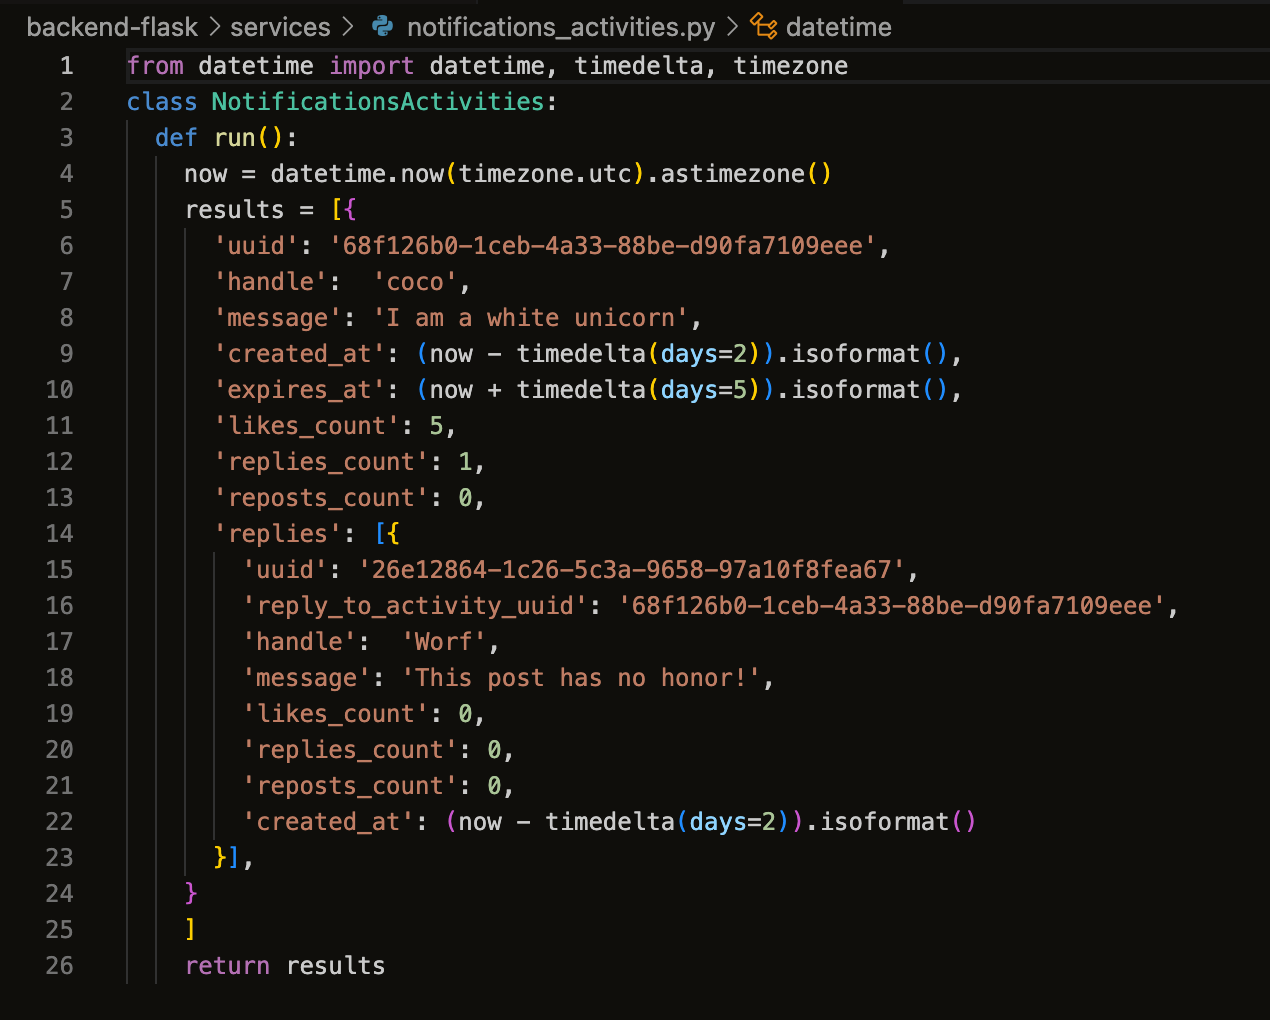 backend-flask > services > notifications_activities.py > datetime
1 from datetime import datetime, timedelta, timezone
2 class NotificationsActivities:
3   def run():
4     now = datetime.now(timezone.utc).astimezone()
5     results = [{
6       'uuid': '68f126b0-1ceb-4a33-88be-d90fa7109eee',
7       'handle':  'coco',
8       'message': 'I am a white unicorn',
9       'created_at': (now - timedelta(days=2)).isoformat(),
10       'expires_at': (now + timedelta(days=5)).isoformat(),
11       'likes_count': 5,
12       'replies_count': 1,
13       'reposts_count': 0,
14       'replies': [{
15         'uuid': '26e12864-1c26-5c3a-9658-97a10f8fea67',
16         'reply_to_activity_uuid': '68f126b0-1ceb-4a33-88be-d90fa7109eee',
17         'handle':  'Worf',
18         'message': 'This post has no honor!',
19         'likes_count': 0,
20         'replies_count': 0,
21         'reposts_count': 0,
22         'created_at': (now - timedelta(days=2)).isoformat()
23       }],
24     }
25     ]
26     return results